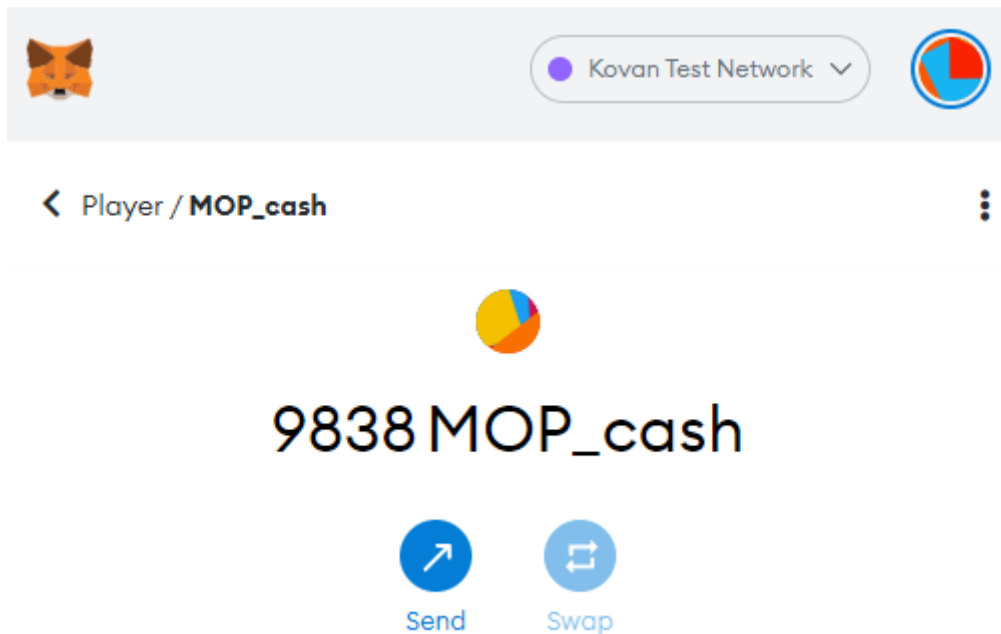 Kovan Test Network
Player / MOP_cash
9838 MOP_cash
Send
Swap